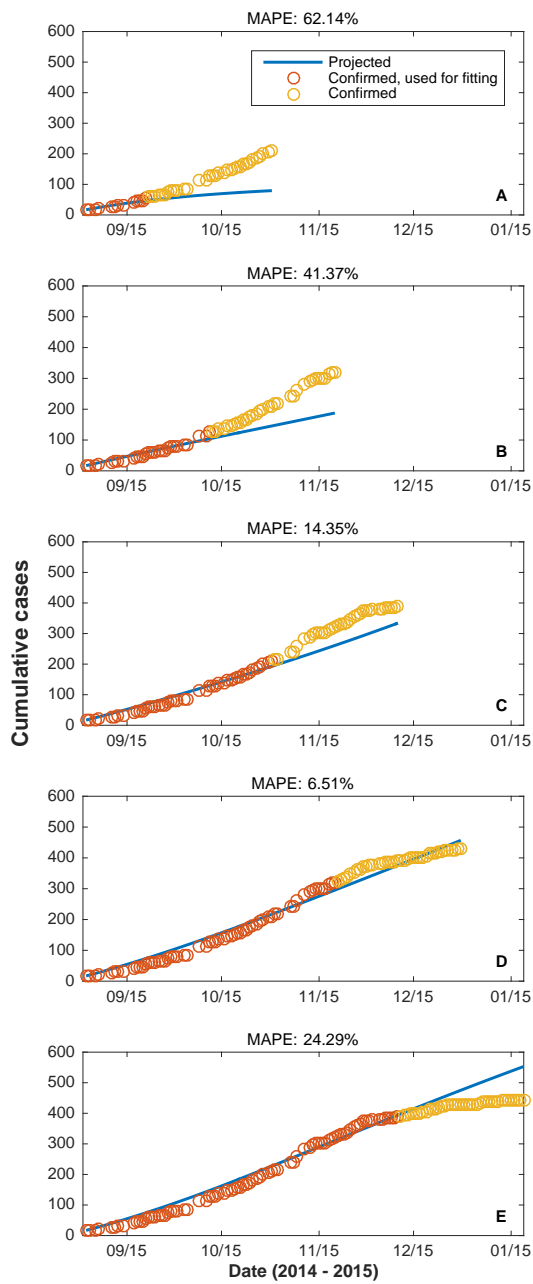 MAPE: 62.14%
600
500
400
300
200
100
0
Projected
Confirmed, used for fitting
Confirmed
A
09/15 10/15 11/15 12/15 01/15
MAPE: 41.37%
600
500
400
300
200
100
0
B
09/15 10/15 11/15 12/15 01/15
MAPE: 14.35%
600
500
400
300
200
100
0
C
09/15 10/15 11/15 12/15 01/15
Cumulative cases
MAPE: 6.51%
600
500
400
300
200
100
0
D
09/15 10/15 11/15 12/15 01/15
MAPE: 24.29%
600
500
400
300
200
100
0
E
09/15 10/15 11/15 12/15 01/15
Date (2014 - 2015)